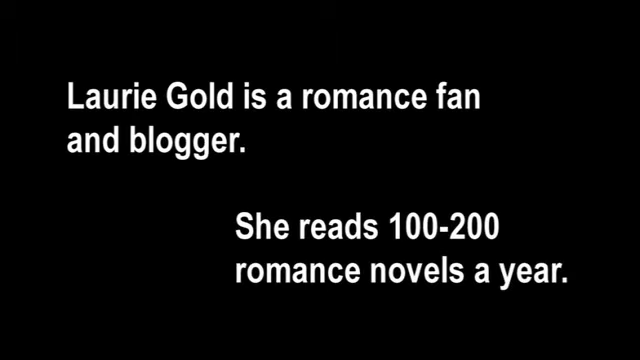 Laurie Gold is a romance fan
and blogger.
She reads 100-200
romance novels a year.